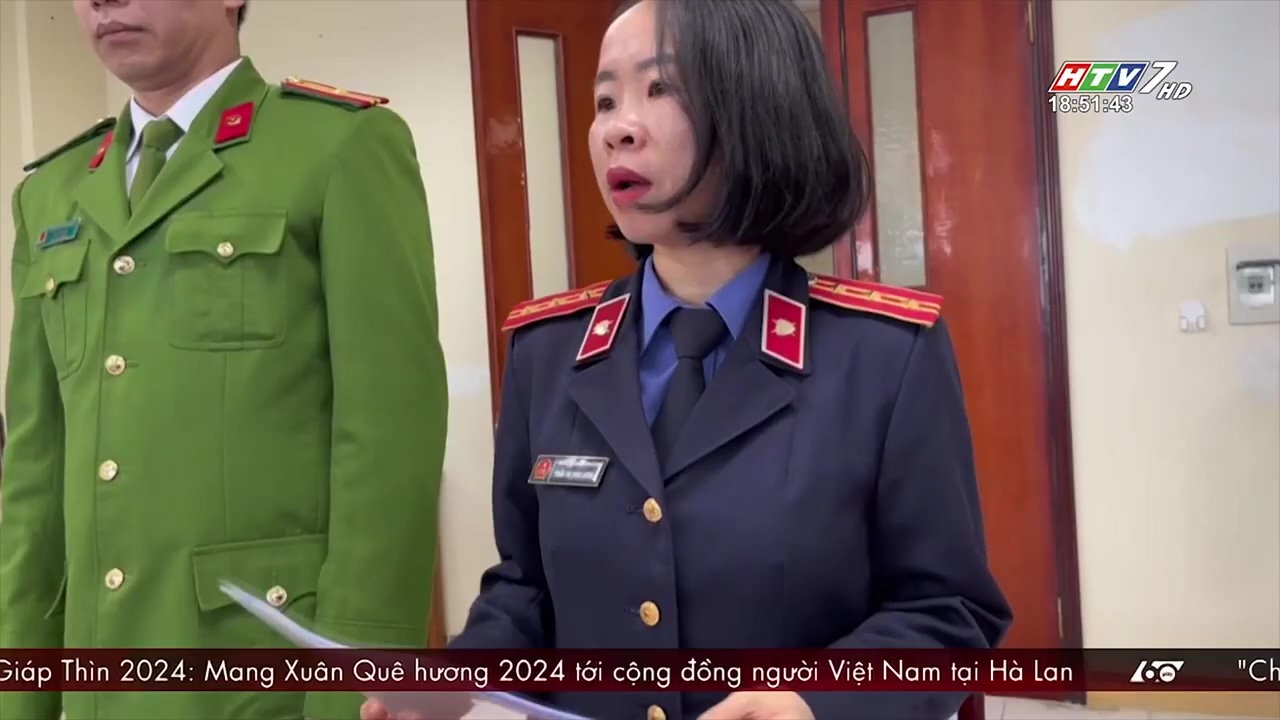 HTV7 HD
18:51:43
Giáp Thìn 2024: Mang Xuân Quê hương 2024 tới cộng đồng người Việt Nam tại Hà Lan
"Ch